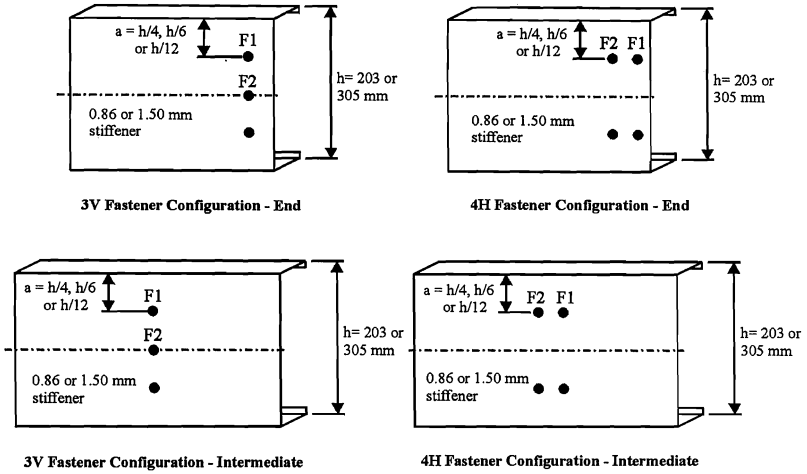 a = h/4, h/6
or h/12
F1
F2
h= 203 or
305 mm
0.86 or 1.50 mm
stiffener
3V Fastener Configuration - End
a = h/4, h/6
or h/12
F2 F1
h= 203 or
305 mm
0.86 or 1.50 mm
stiffener
4H Fastener Configuration - End
a = h/4, h/6
or h/12
F1
F2
h= 203 or
305 mm
0.86 or 1.50 mm
stiffener
3V Fastener Configuration - Intermediate
a = h/4, h/6
or h/12
F2 F1
h= 203 or
305 mm
0.86 or 1.50 mm
stiffener
4H Fastener Configuration - Intermediate